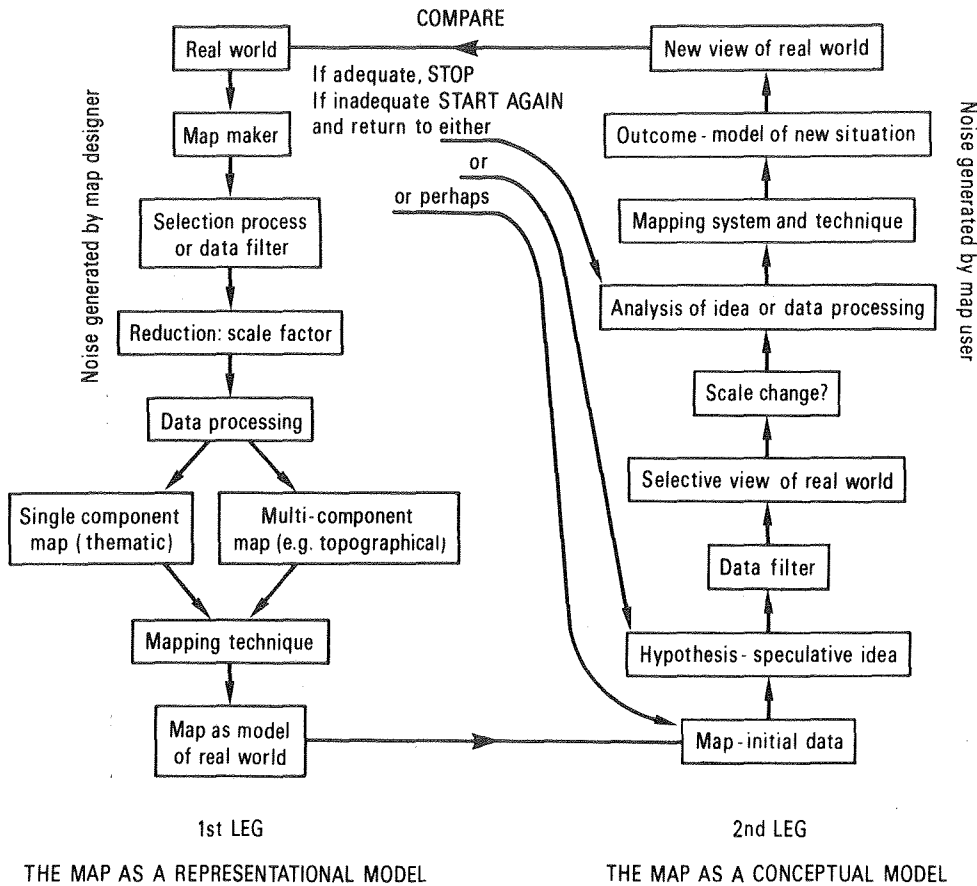 COMPARE
Real world
New view of real world
If adequate, STOP
If inadequate START AGAIN
and return to either
or
or perhaps
Noise generated by map designer
Map maker
Selection process
or data filter
Reduction: scale factor
Data processing
Single component
map (thematic)
Multi-component
map (e.g. topographical)
Mapping technique
Map as model
of real world
Noise generated by map user
Outcome - model of new situation
Mapping system and technique
Analysis of idea or data processing
Scale change?
Selective view of real world
Data filter
Hypothesis - speculative idea
Map - initial data
1st LEG
THE MAP AS A REPRESENTATIONAL MODEL
2nd LEG
THE MAP AS A CONCEPTUAL MODEL